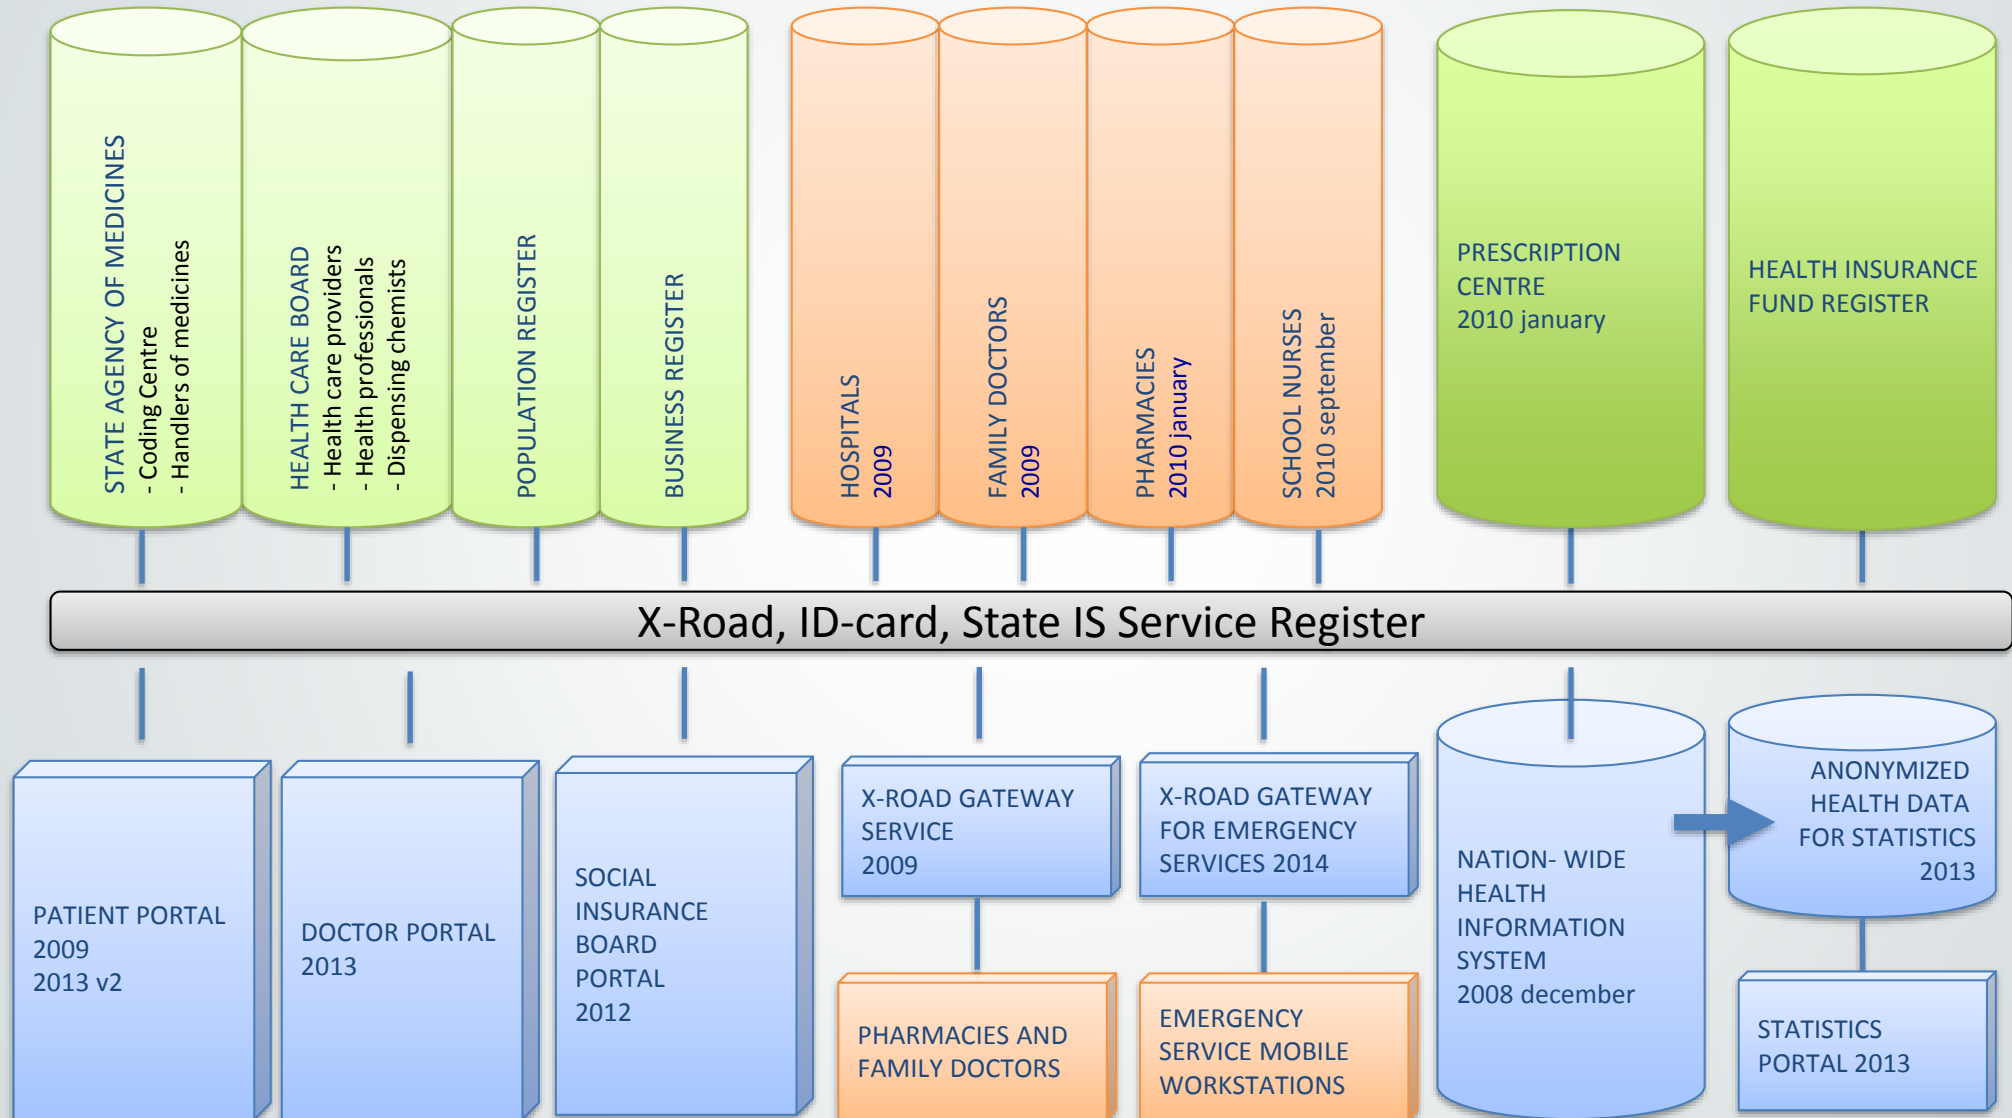 STATE AGENCY OF MEDICINES
- Coding Centre
- Handlers of medicines
HEALTH CARE BOARD
- Health care providers
- Health professionals
- Dispensing chemists
POPULATION REGISTER
BUSINESS REGISTER
HOSPITALS
2009
FAMILY DOCTORS
2009
PHARMACIES
2010 january
SCHOOL NURSES
2010 september
PRESCRIPTION
CENTRE
2010 january
HEALTH INSURANCE
FUND REGISTER
X-Road, ID-card, State IS Service Register
PATIENT PORTAL
2009
2013 v2
DOCTOR PORTAL
2013
SOCIAL
INSURANCE
BOARD
PORTAL
2012
X-ROAD GATEWAY
SERVICE
2009
PHARMACIES AND
FAMILY DOCTORS
X-ROAD GATEWAY
FOR EMERGENCY
SERVICES 2014
EMERGENCY
SERVICE MOBILE
WORKSTATIONS
NATION- WIDE
HEALTH
INFORMATION
SYSTEM
2008 december
ANONYMIZED
HEALTH DATA
FOR STATISTICS
2013
STATISTICS
PORTAL 2013